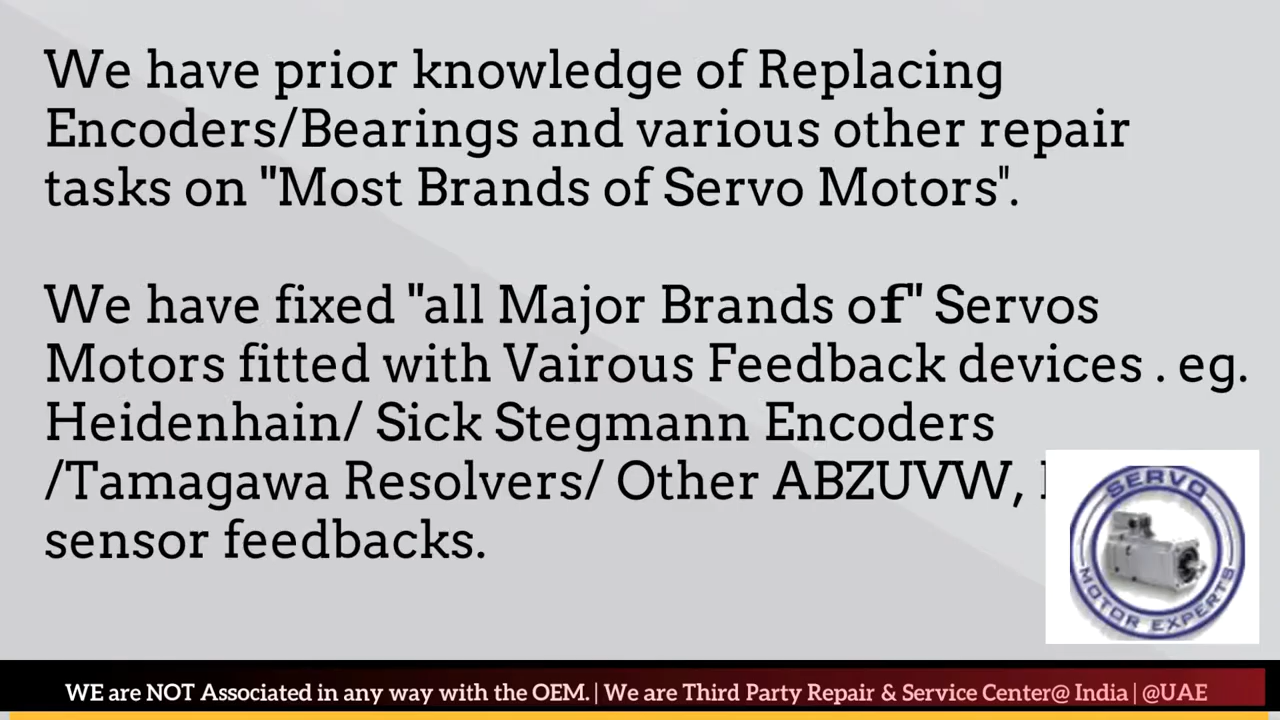 We have prior knowledge of Replacing
Encoders/Bearings and various other repair
tasks on "Most Brands of Servo Motors".
We have fixed "all Major Brands of" Servos
Motors fitted with Vairous Feedback devices . eg.
Heidenhain/ Sick Stegmann Encoders
/Tamagawa Resolvers/ Other ABZUVW,
sensor feedbacks.
SERVO
MOTOR EXPERTS
WE are NOT Associated in any way with the OEM. | We are Third Party Repair & Service Center@ India | @UAE